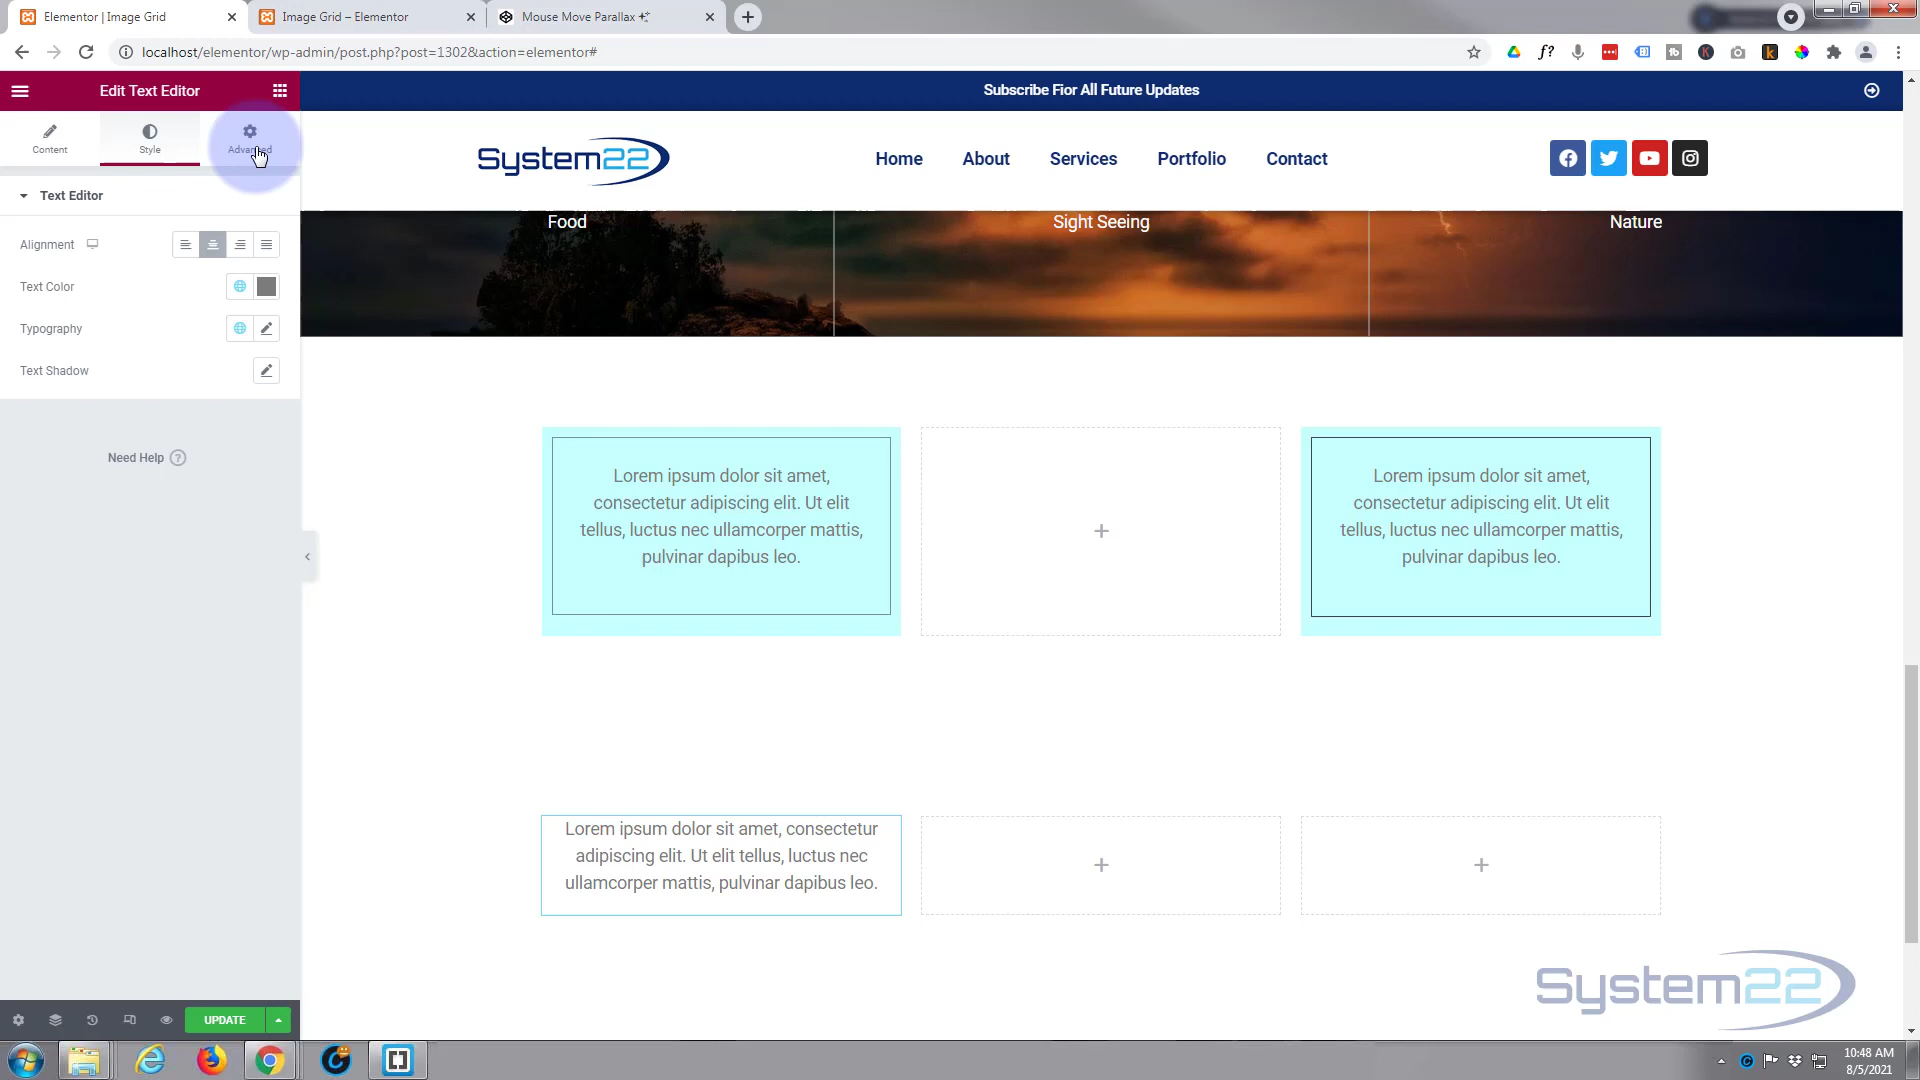 Elementor | Image Grid
Image Grid – Elementor
Mouse Move Parallax
localhost/elementor/wp-admin/post.php?post=1302&action=elementor#
Edit Text Editor
Subscribe Fior All Future Updates
Content
Style
Advanced
System22
Home
About
Services
Portfolio
Contact
Text Editor
Food
Sight Seeing
Nature
Alignment
Text Color
Typography
Text Shadow
Need Help
Lorem ipsum dolor sit amet,
consectetur adipiscing elit. Ut elit
tellus, luctus nec ullamcorper mattis,
pulvinar dapibus leo.
Lorem ipsum dolor sit amet,
consectetur adipiscing elit. Ut elit
tellus, luctus nec ullamcorper mattis,
pulvinar dapibus leo.
Lorem ipsum dolor sit amet, consectetur
adipiscing elit. Ut elit tellus, luctus nec
ullamcorper mattis, pulvinar dapibus leo.
System22
UPDATE
10:48 AM
8/5/2021